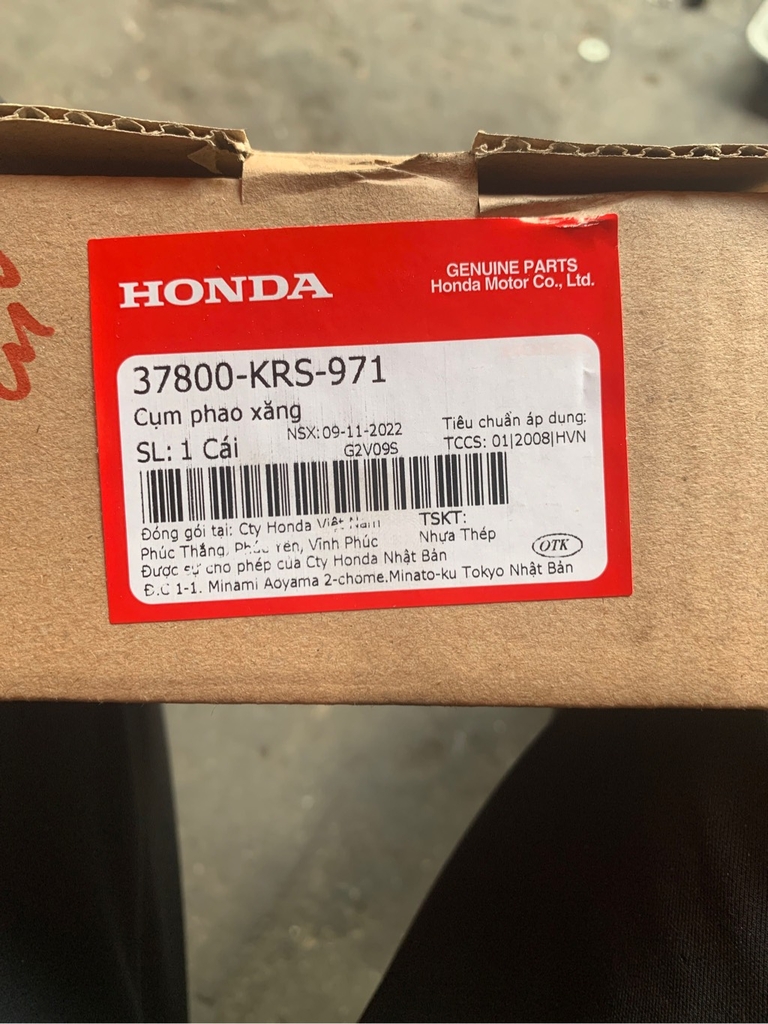 HONDA
GENUINE PARTS
Honda Motor Co., Ltd.
37800-KRS-971
Cụm phao xăng
NSX: 09-11-2022
Tiêu chuẩn áp dụng:
SL: 1 Cái
G2V09S
TCCS: 01|2008|HVN
Đóng gói tại: Cty Honda Việt Nam
TSKT:
Phúc Thắng, Phúc Yên, Vĩnh Phúc
Nhựa Thép
OTK
Được sự cho phép của Cty Honda Nhật Bản
Đ.C 1-1. Minami Aoyama 2-chome.Minato-ku Tokyo Nhật Bản